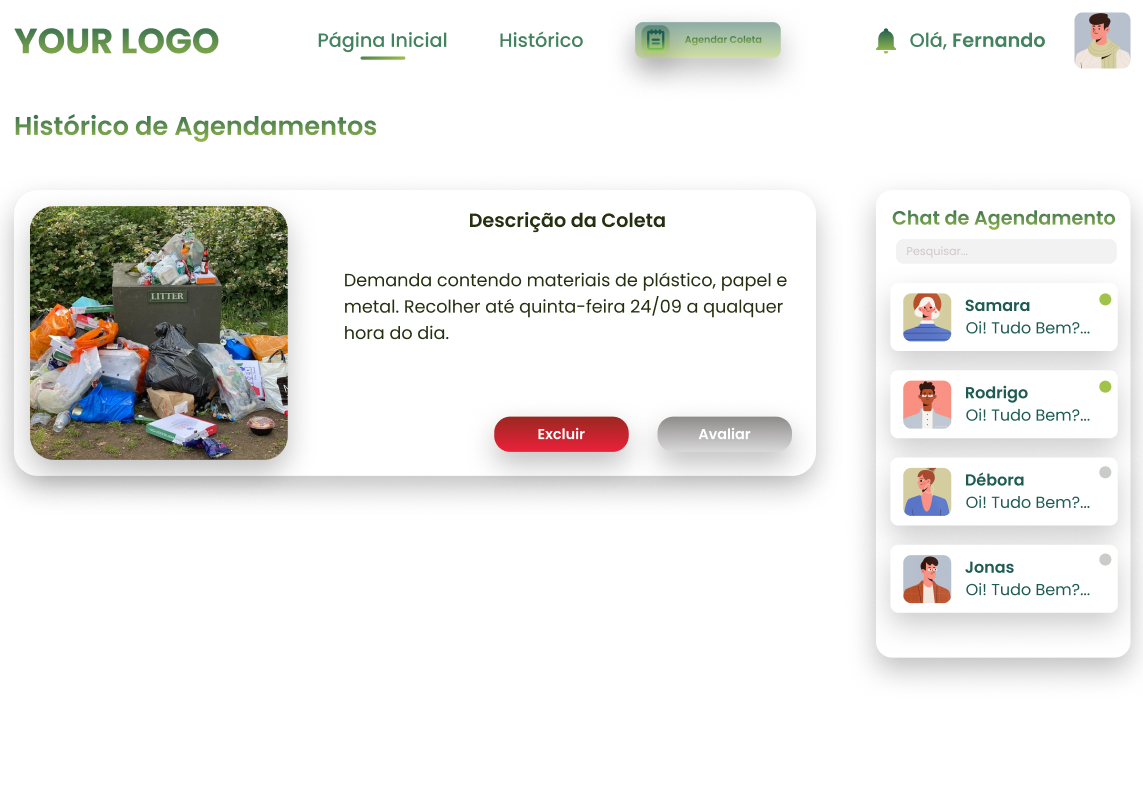 YOUR LOGO
Página Inicial
Histórico
Agendar Coleta
Olá, Fernando
Histórico de Agendamentos
LITTER
Descrição da Coleta
Demanda contendo materiais de plástico, papel e
metal. Recolher até quinta-feira 24/09 a qualquer
hora do dia.
Excluir
Avaliar
Chat de Agendamento
Pesquisar...
Samara
Oi! Tudo Bem?...
Rodrigo
Oi! Tudo Bem?...
Débora
Oi! Tudo Bem?...
Jonas
Oi! Tudo Bem?...